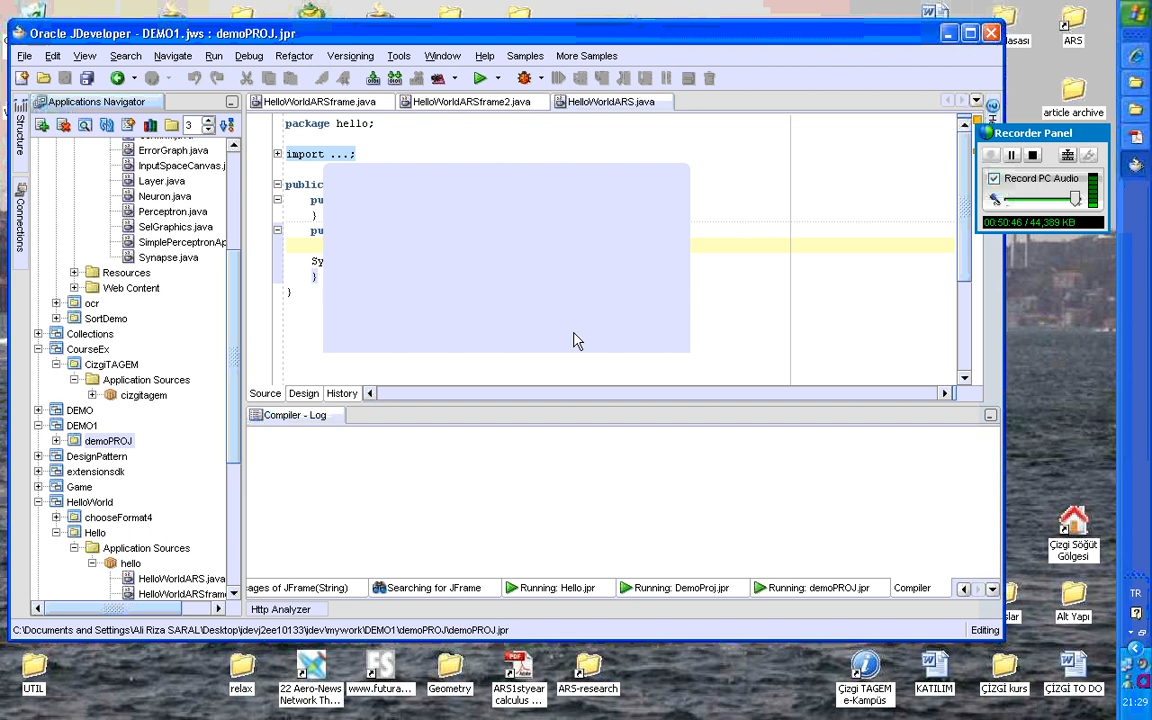 Oracle JDeveloper - DEMO1.jws : demoPROJ.jpr
File Edit View Search Navigate Run Debug Refactor Versioning Tools Window Help Samples More Samples
Applications Navigator
HelloWorldARSframe.java HelloWorldARSframe2.java HelloWorldARS.java
3
Structure
Connections
ErrorGraph.java
InputSpaceCanvas.j
Layer.java
Neuron.java
Perceptron.java
SelGraphics.java
SimplePerceptronAp
Synapse.java
Resources
Web Content
ocr
SortDemo
Collections
CourseEx
CizgiTAGEM
Application Sources
cizgitagem
DEMO
DEMO1
demoPROJ
DesignPattern
extensionsdk
Game
HelloWorld
chooseFormat4
Hello
Application Sources
hello
HelloWorldARS.java
HelloWorldARSfram
package hello;
import ...;
public
pu
}
pu
Sy
}
}
Source Design History
Compiler - Log
ages of JFrame(String) Searching for JFrame Running: Hello.jpr Running: DemoProj.jpr Running: demoPROJ.jpr Compiler
Http Analyzer
C:\Documents and Settings\Ali Riza SARAL\Desktop\jdevj2ee10133\jdev\mywork\DEMO1\demoPROJ\demoPROJ.jpr
Editing
Recorder Panel
Record PC Audio
00:50:46 / 44,389 KB
ARS
article archive
Çizgi Söğüt
Gölgesi
Alt Yapı
UTIL
relax
22 Aero-News
Network Th...
www.futura...
Geometry
ARS1styear
calculus ...
ARS-research
Çizgi TAGEM
e-Kampüs
KATILIM
ÇİZGİ kurs
ÇİZGİ TO DO
TR
21:29